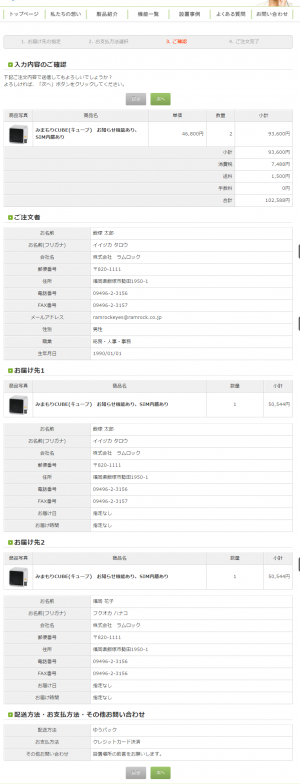 トップページ 私たちの想い 製品紹介 機能一覧 設置事例 よくある質問 お問い合わせ
1. お届け先の指定 2. お支払方法選択 3. ご確認 4. ご注文完了
入力内容のご確認
下記ご注文内容で送信してもよろしいでしょうか？
よろしければ、「次へ」ボタンをクリックしてください。
戻る 次へ
商品写真 商品名 単価 数量 小計
みまもりCUBE(キューブ) お知らせ機能あり、
SIM内蔵あり 46,800円 2 93,600円
小計 93,600円
消費税 7,488円
送料 1,500円
手数料 0円
合計 102,588円
ご注文者
お名前 飯塚 太郎
お名前(フリガナ) イイヅカ タロウ
会社名 株式会社 ラムロック
郵便番号 〒820-1111
住所 福岡県飯塚市勢田1950-1
電話番号 09496-2-3156
FAX番号 09496-2-3157
メールアドレス ramrockeyes@ramrock.co.jp
性別 男性
職業 総務・人事・事務
生年月日 1990/01/01
お届け先1
商品写真 商品名 数量 小計
みまもりCUBE(キューブ) お知らせ機能あり、SIM内蔵あり 1 50,544円
お名前 飯塚 太郎
お名前(フリガナ) イイヅカ タロウ
会社名 株式会社 ラムロック
郵便番号 〒820-1111
住所 福岡県飯塚市勢田1950-1
電話番号 09496-2-3156
FAX番号 09496-2-3157
お届け日 指定なし
お届け時間 指定なし
お届け先2
商品写真 商品名 数量 小計
みまもりCUBE(キューブ) お知らせ機能あり、SIM内蔵あり 1 50,544円
お名前 福岡 花子
お名前(フリガナ) フクオカ ハナコ
会社名 株式会社 ラムロック
郵便番号 〒820-1111
住所 福岡県飯塚市勢田1950-1
電話番号 09496-2-3156
FAX番号 09496-2-3156
お届け日 指定なし
お届け時間 指定なし
配送方法・お支払方法・その他お問い合わせ
配送方法 ゆうパック
お支払方法 クレジットカード決済
その他お問い合わせ 設置場所の助言をお願いします。
戻る 次へ